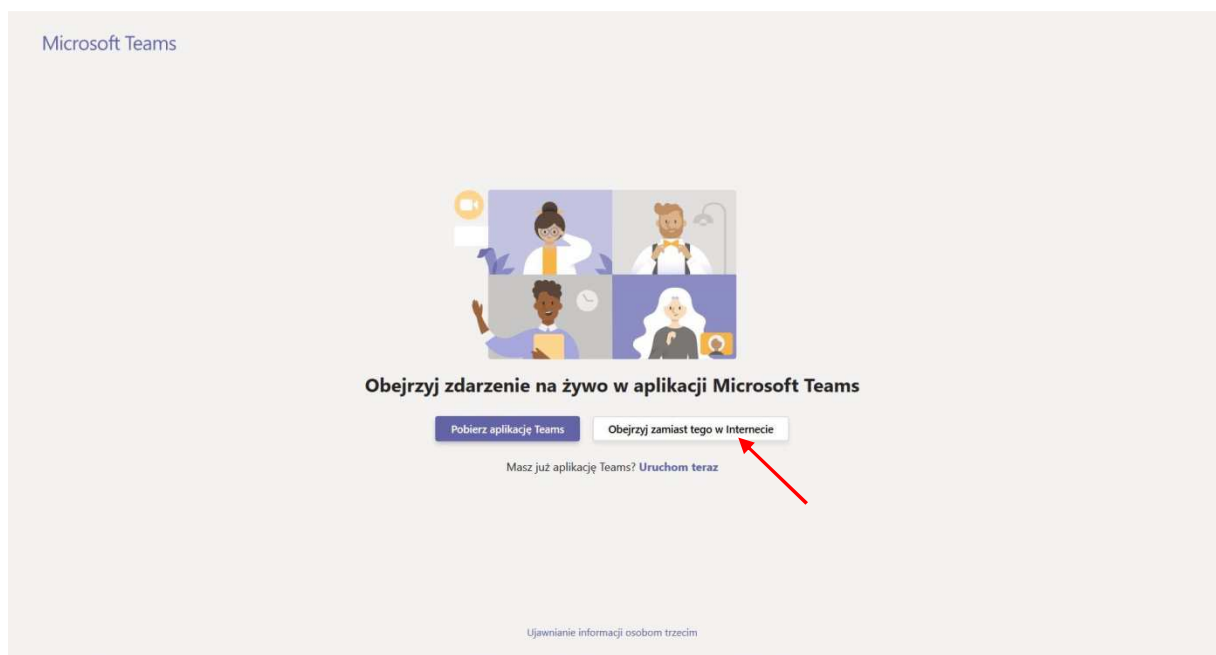 Microsoft Teams
Obejrzyj zdarzenie na żywo w aplikacji Microsoft Teams
Pobierz aplikację Teams
Obejrzyj zamiast tego w Internecie
Masz już aplikację Teams? Uruchom teraz
Ujawnianie informacji osobom trzecim